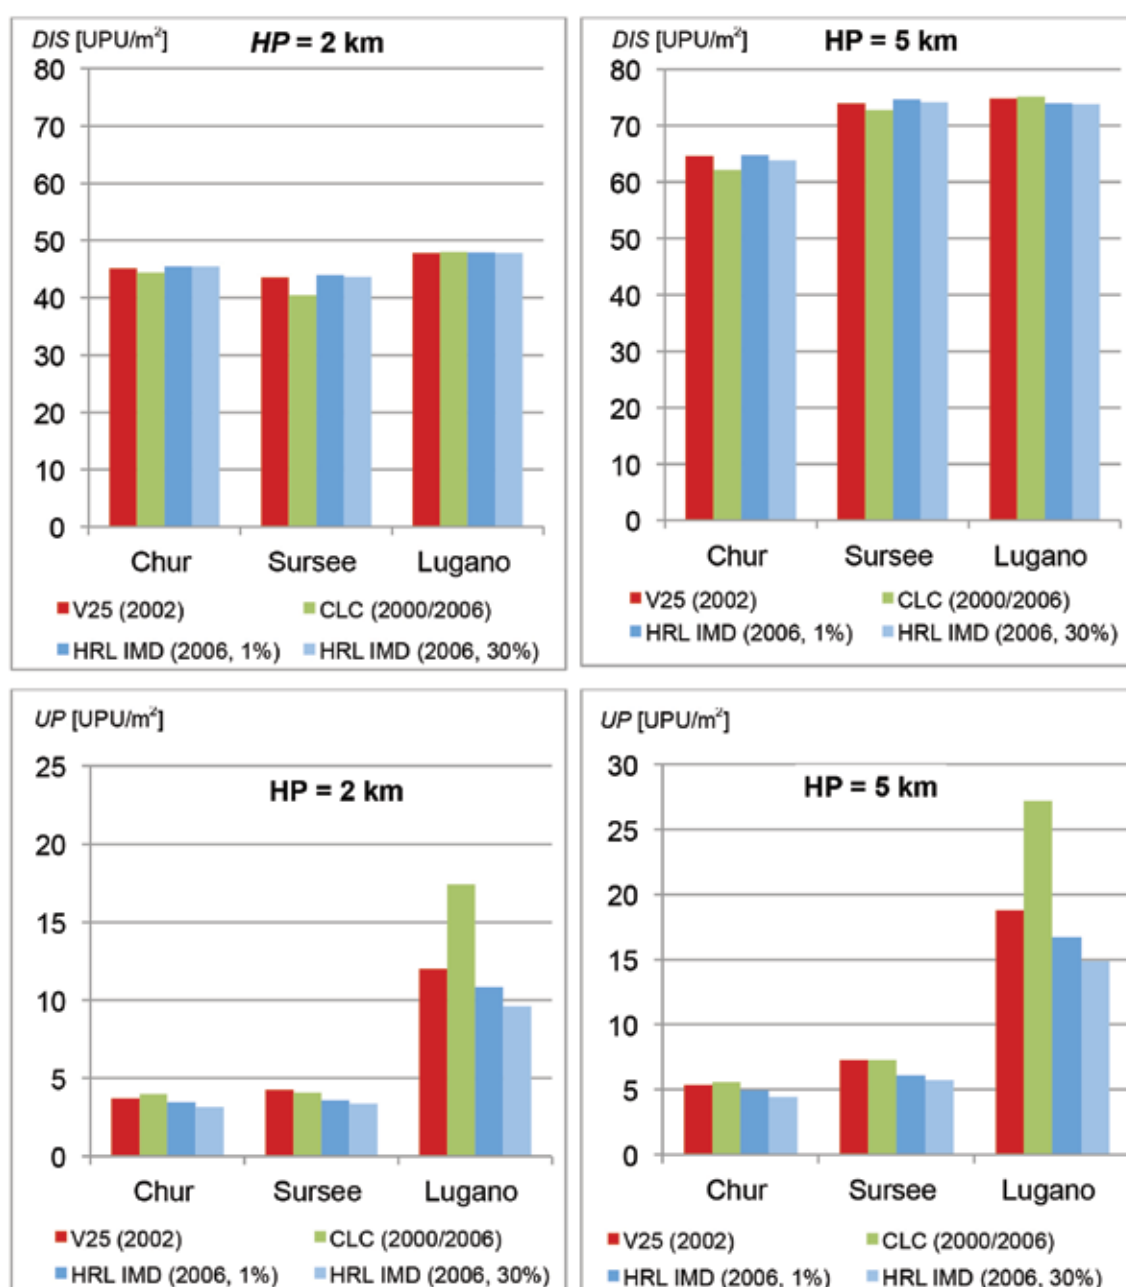 DIS [UPU/m²] HP = 2 km
80
70
60
50
40
30
20
10
0
Chur Sursee Lugano
V25 (2002) CLC (2000/2006)
HRL IMD (2006, 1%) HRL IMD (2006, 30%)
DIS [UPU/m²] HP = 5 km
80
70
60
50
40
30
20
10
0
Chur Sursee Lugano
V25 (2002) CLC (2000/2006)
HRL IMD (2006, 1%) HRL IMD (2006, 30%)
UP [UPU/m²]
HP = 2 km
25
20
15
10
5
0
Chur Sursee Lugano
V25 (2002) CLC (2000/2006)
HRL IMD (2006, 1%) HRL IMD (2006, 30%)
UP [UPU/m²]
HP = 5 km
30
25
20
15
10
5
0
Chur Sursee Lugano
V25 (2002) CLC (2000/2006)
HRL IMD (2006, 1%) HRL IMD (2006, 30%)